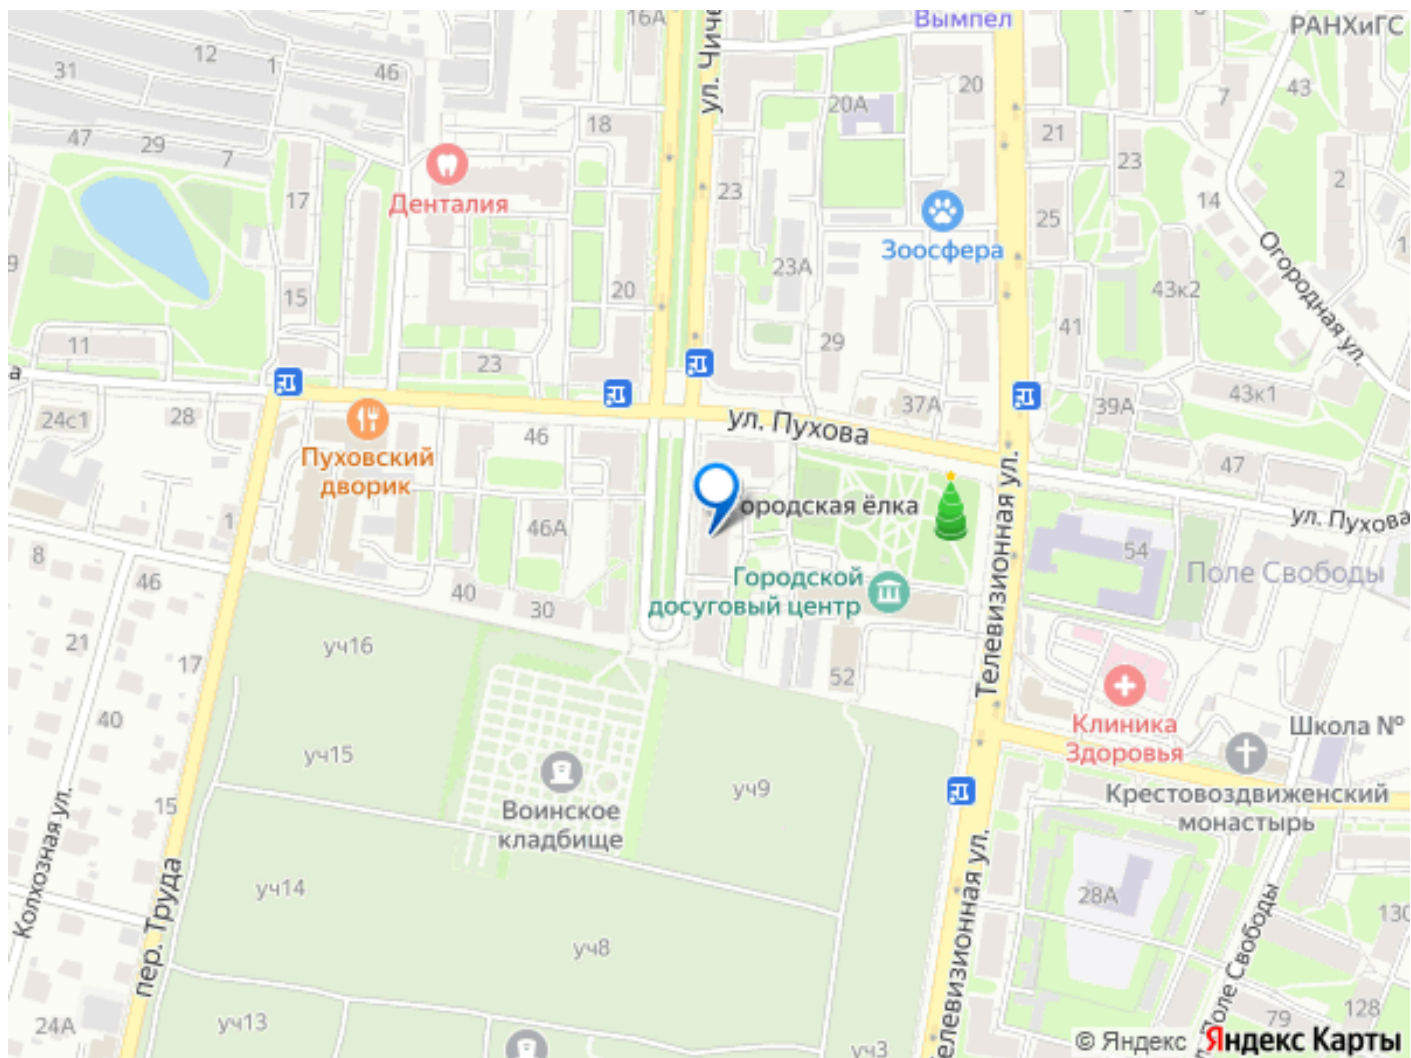 16А
ул. Чиче
Вымпел
РАНХиГС
12
1
31
46
20
7
43
20А
18
21
47
29
7
23
2
Денталия
17
23
14
25
Зоосфера
Огородная ул.
23А
43к2
15
20
41
29
11
23
43к1
а
24с1
28
37А
39А
ул. Пухова
46
Пуховский
дворик
47
1
ородская ёлка
ул. Пухова
46А
54
8
46
40
30
Городской
досуговый центр
Поле Свободы
Телевизионная ул.
21
17
уч16
52
40
Клиника
Здоровья
Школа №
уч15
уч9
Крестовоздвиженский
монастырь
15
Воинское
кладбище
Колхозная ул.
пер. Труда
уч14
28А
130
уч8
Телевизионная ул.
Поле Свободы
24А
уч13
уч3
79
128
© Яндекс Яндекс Карты